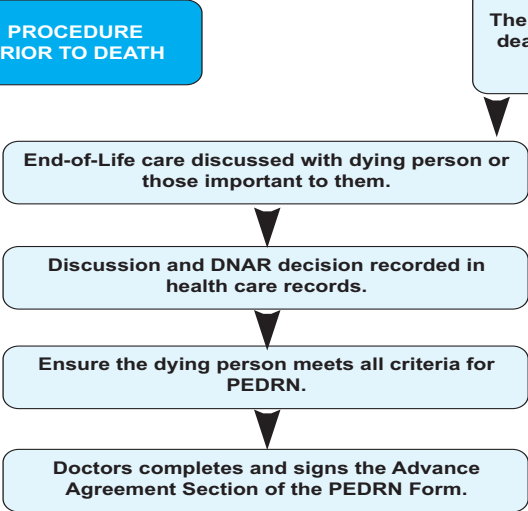 PROCEDURE
RIOR TO DEATH
The
dea
End-of-Life care discussed with dying person or
those important to them.
Discussion and DNAR decision recorded in
health care records.
Ensure the dying person meets all criteria for
PEDRN.
Doctors completes and signs the Advance
Agreement Section of the PEDRN Form.